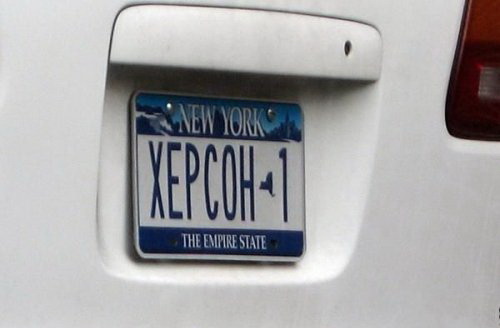 NEW YORK
XEPCOH 1
THE EMPIRE STATE